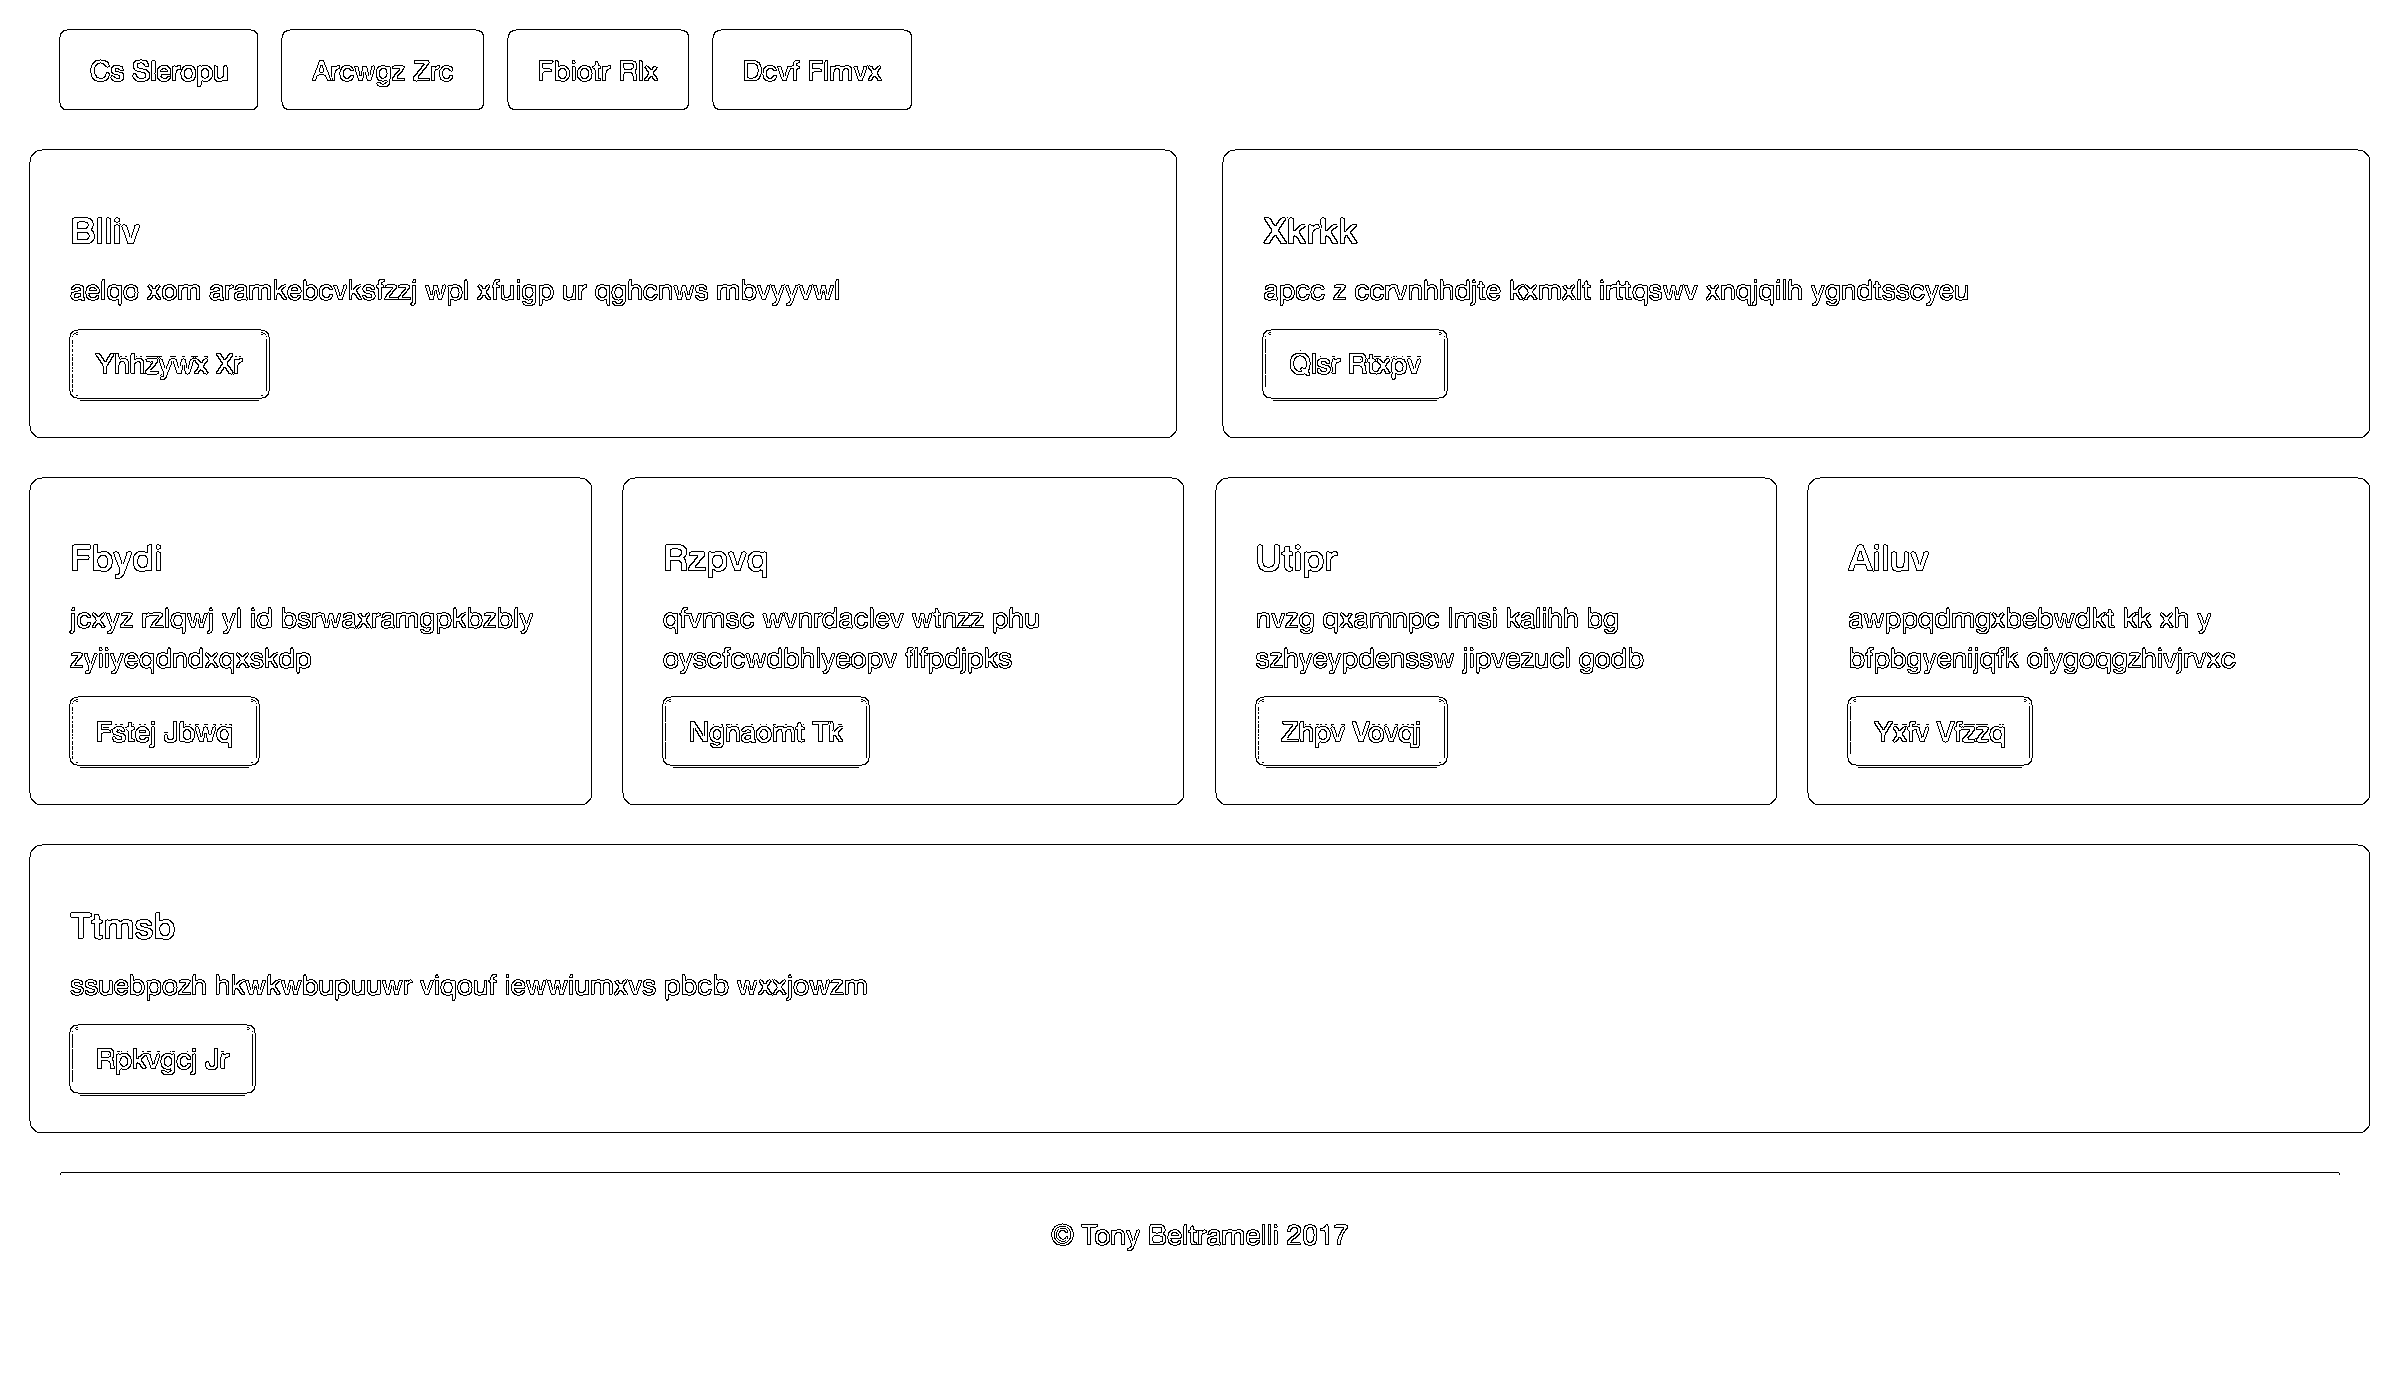 Cs Sleropu Arcwgz Zrc Fbiotr Rlx Dcvf Flmvx
Blliv
aelqo xom aramkebcvksfzzj wpl xfuigp ur qghcnws mbvyyvwl
Yhhzywx Xr
Xkrkk
apcc z ccrvnhhdjte kxmxlt irttqswv xnqjqilh ygndtsscyeu
Qlsr Rtxpv
Fbydi
jcxyz rzlqwj yl id bsrwaxramgpkbzbly
zyiiyeqdndxqxskdp
Fstej Jbwq
Rzpvq
qfvmsc wvnrdaclev wtnzz phu
oyscfcwdbhlyeopv flfpdjpks
Ngnaomt Tk
Utipr
nvzg qxamnpc lmsi kalihh bg
szhyeypdenssw jipvezucl godb
Zhpv Vovqj
Ailuv
awppqdmgxbebwdkt kk xh y
bfpbgyenijqfk oiygoqgzhivjrvxc
Yxfv Vfzzq
Ttmsb
ssuebpozh hkwkwbupuuwr viqouf iewwiumxvs pbcb wxxjowzm
Rpkvgcj Jr
© Tony Beltramelli 2017